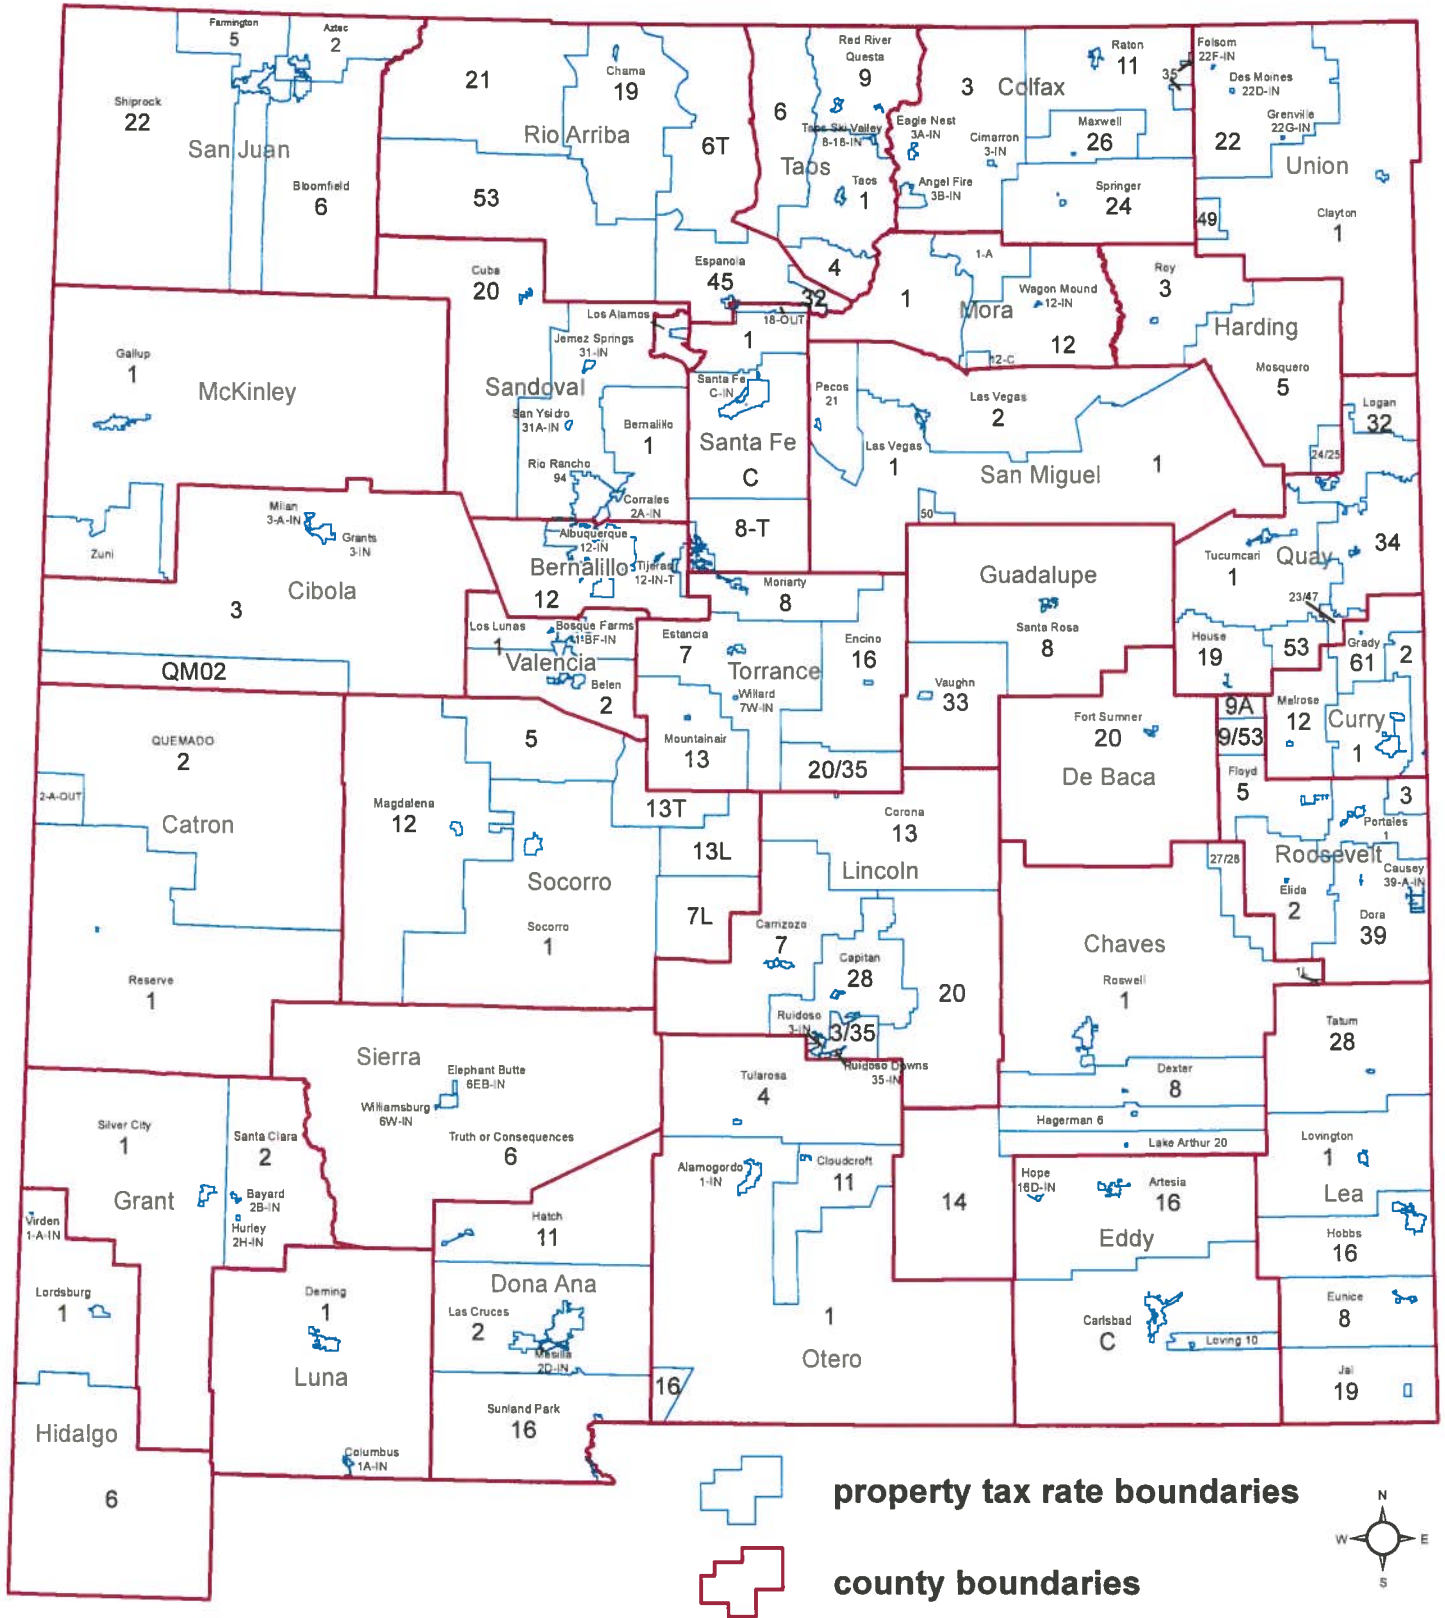 Farmington
5
Aztec
2
Shiprock
22
San Juan
Bloomfield
6
21
Chama
19
Rio Arriba
6T
53
Espanola
45
6
Red River
Questa
9
Taos Ski Valley
8-16-IN
Taos
Taos
1
4
32
3
Colfax
Raton
11
35
Eagle Nest
3A-IN
Cimarron
3-IN
Maxwell
26
Angel Fire
3B-IN
Springer
24
Folsom
22F-IN
Des Moines
22D-IN
Grenville
22G-IN
22
Union
49
Clayton
1
Cuba
20
Los Alamos
18-OUT
1
Jemez Springs
31-IN
Sandoval
San Ysidro
31A-IN
Bernalillo
1
Rio Rancho
94
Corrales
2A-IN
1-A
1
Mora
Wagon Mound
12-IN
12
12-C
Roy
3
Harding
Mosquero
5
24/25
Gallup
1
McKinley
Zuni
Santa Fe
C-IN
Santa Fe
C
8-T
Pecos
21
Las Vegas
2
Las Vegas
1
San Miguel
1
50
Logan
32
Milan
3-A-IN
Grants
3-IN
Cibola
3
QM02
Albuquerque
12-IN
Bernalillo
Tijeras
12-IN-T
12
Moriarty
8
Guadalupe
Santa Rosa
8
Vaughn
33
Tucumcari
1
Quay
34
23/47
House
19
53
Grady
61
2
Los Lunas
1
Bosque Farms
1-BF-IN
Valencia
Belen
2
Estancia
7
Torrance
Willard
7W-IN
Encino
16
Mountainair
13
20/35
Fort Sumner
20
De Baca
9A
9/53
Melrose
12
Curry
1
Floyd
5
3
Portales
1
Roosevelt
27/28
Elida
2
Causey
39-A-IN
Dora
39
QUEMADO
2
2-A-OUT
Catron
Reserve
1
5
Magdalena
12
Socorro
Socorro
1
13T
13L
7L
Corona
13
Lincoln
Carrizozo
7
Capitan
28
20
Ruidoso
3-IN
3/35
Ruidoso Downs
35-IN
Chaves
Roswell
1
Dexter
8
Hagerman 6
Lake Arthur 20
Tatum
28
Lovington
1
Lea
Hobbs
16
Eunice
8
Jal
19
Sierra
Elephant Butte
6EB-IN
Williamsburg
6W-IN
Truth or Consequences
6
Silver City
1
Grant
Santa Clara
2
Bayard
2B-IN
Hurley
2H-IN
Virden
1-A-IN
Lordsburg
1
Hidalgo
6
Deming
1
Luna
Columbus
1A-IN
Hatch
11
Dona Ana
Las Cruces
2
Mesilla
2D-IN
Sunland Park
16
Tularosa
4
Alamogordo
1-IN
Cloudcroft
11
14
1
Otero
16
Hope
16D-IN
Artesia
16
Eddy
Carlsbad
C
Loving 10
property tax rate boundaries
county boundaries
N
W
E
S